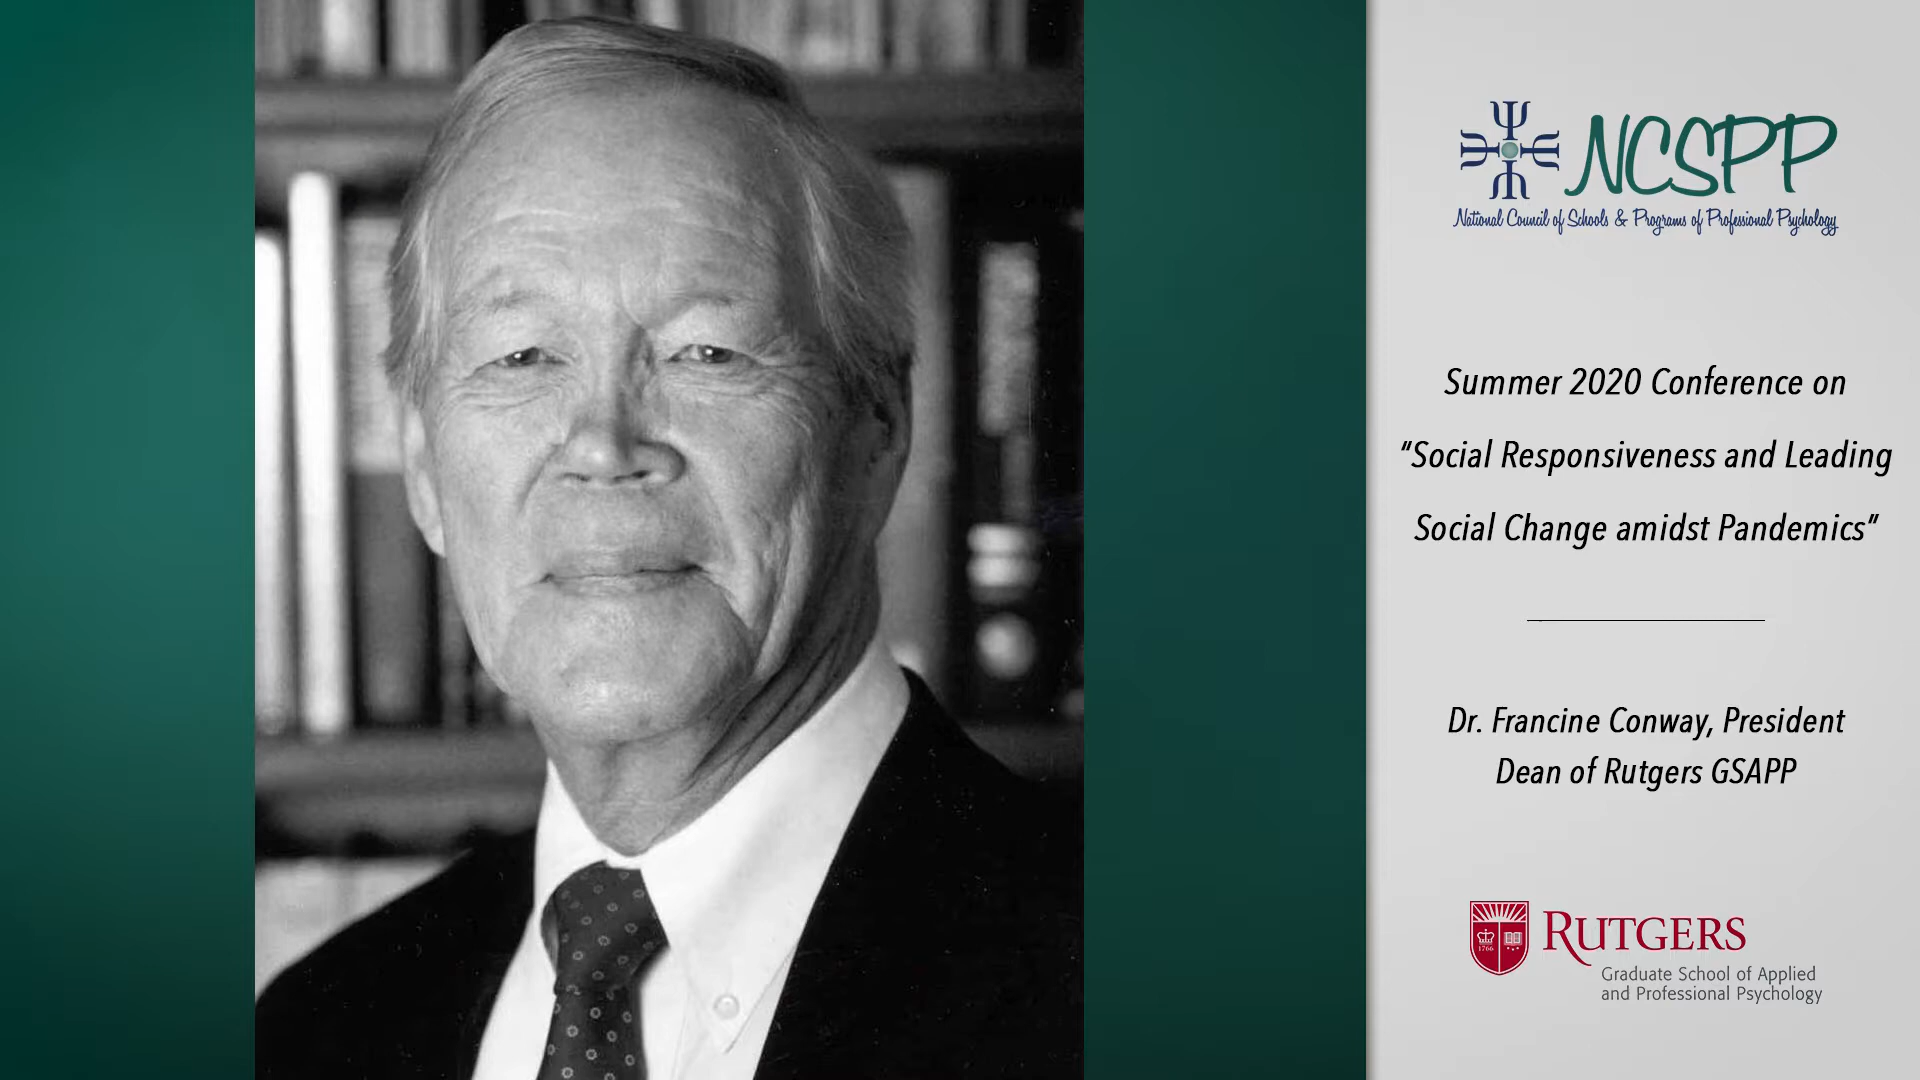 NCSPP
National Council of Schools & Programs of Professional Psychology
Summer 2020 Conference on
"Social Responsiveness and Leading
Social Change amidst Pandemics"
Dr. Francine Conway, President
Dean of Rutgers GSAPP
1766
RUTGERS
Graduate School of Applied
and Professional Psychology